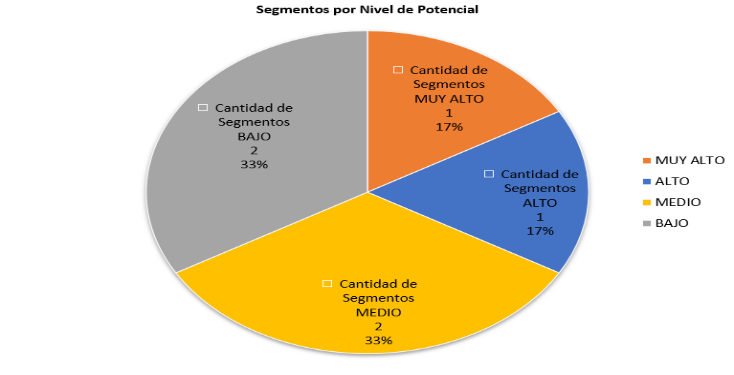 Segmentos por Nivel de Potencial
Cantidad de
Segmentos
MUY ALTO
1
17%
Cantidad de
Segmentos
ALTO
1
17%
Cantidad de
Segmentos
MEDIO
2
33%
Cantidad de
Segmentos
BAJO
2
33%
MUY ALTO
ALTO
MEDIO
BAJO